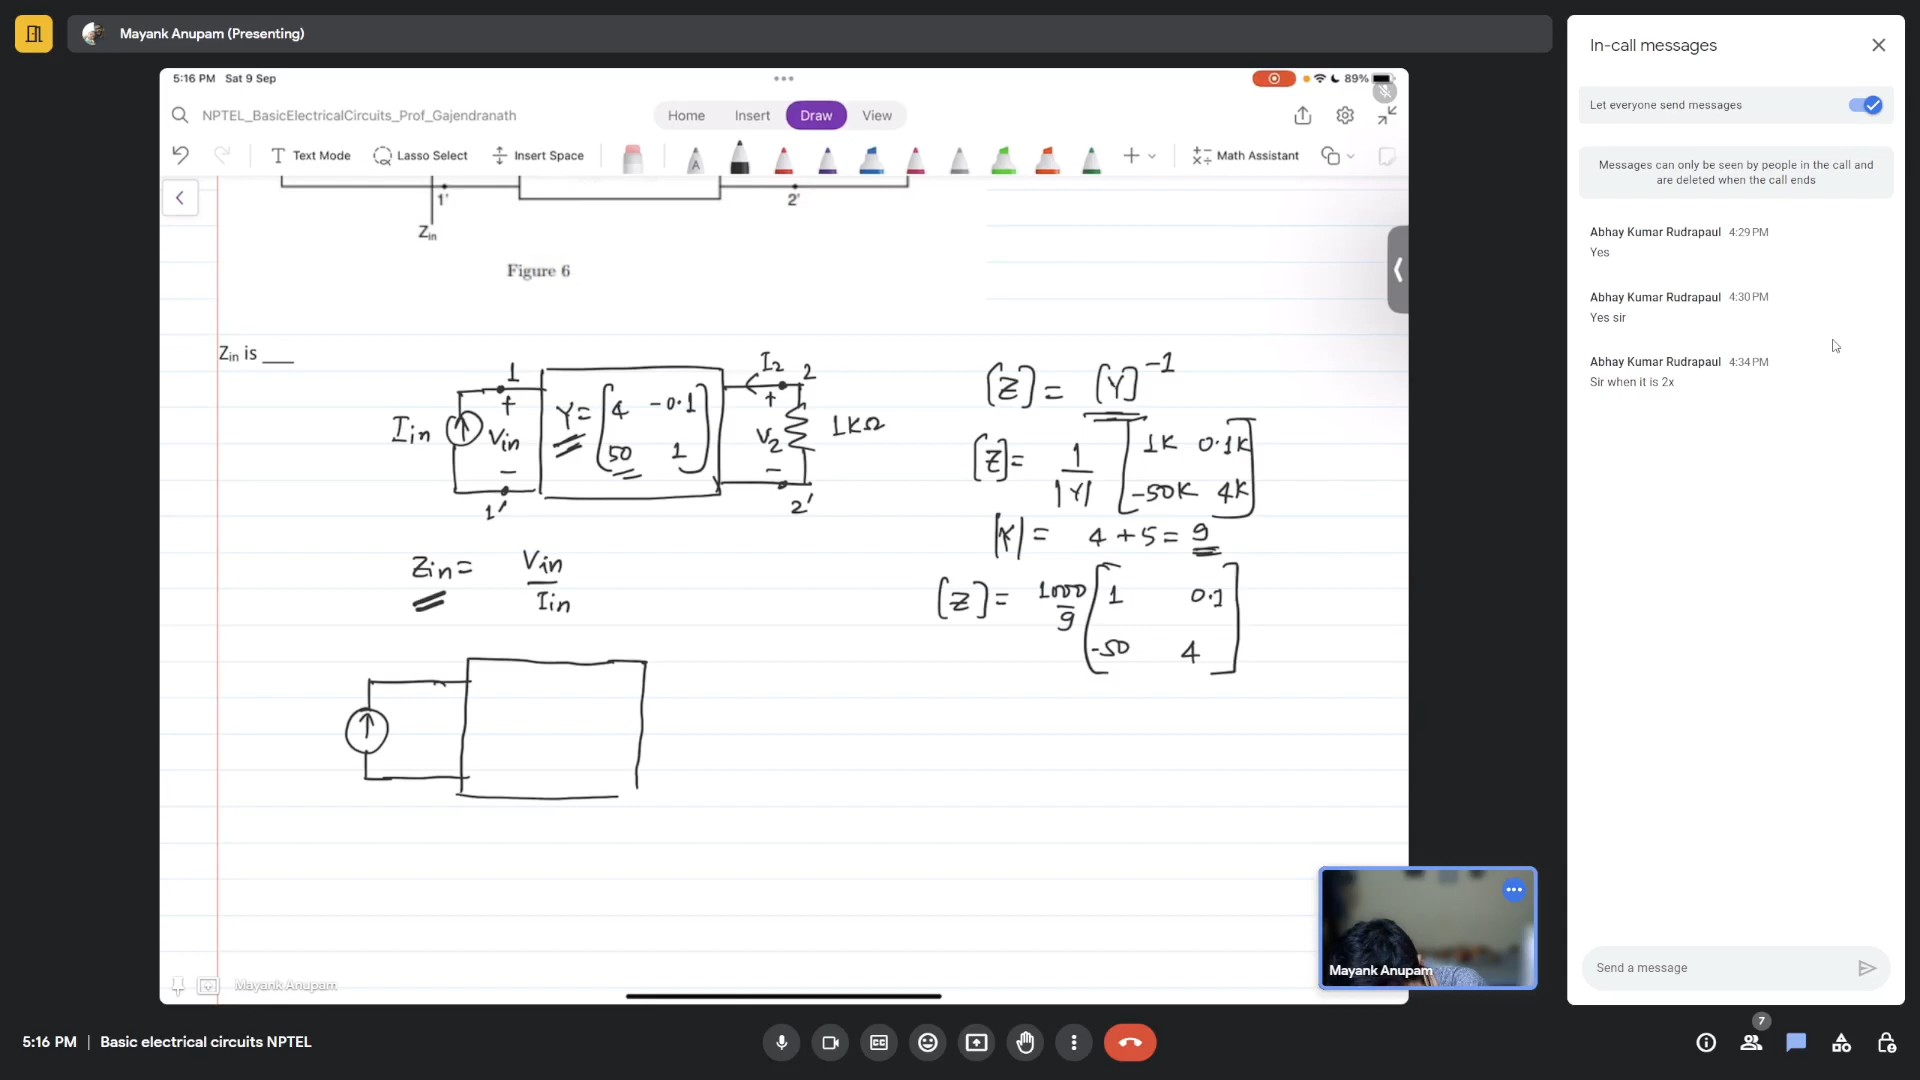 Mayank Anupam (Presenting)
5:16 PM Sat 9 Sep
89%
NPTEL_BasicElectricalCircuits_Prof_Gajendranath
Home Insert Draw View
Text Mode Lasso Select Insert Space A Math Assistant
1' 2'
Zin
Figure 6
Zin is ___
Iin 1 + Vin - 1'
Y = [4 -0.1
50 1]
I2 2 + V2 - 2' 1KΩ
Zin = Vin / Iin
[Z] = [Y]^-1
[Z] = 1/|Y| [1K 0.1K
-50K 4K]
|Y| = 4 + 5 = 9
[Z] = 1000/9 [1 0.1
-50 4]
Mayank Anupam
Mayank Anupam
In-call messages
Let everyone send messages
Messages can only be seen by people in the call and
are deleted when the call ends
Abhay Kumar Rudrapaul 4:29 PM
Yes
Abhay Kumar Rudrapaul 4:30 PM
Yes sir
Abhay Kumar Rudrapaul 4:34 PM
Sir when it is 2x
Send a message
5:16 PM | Basic electrical circuits NPTEL
CC
7